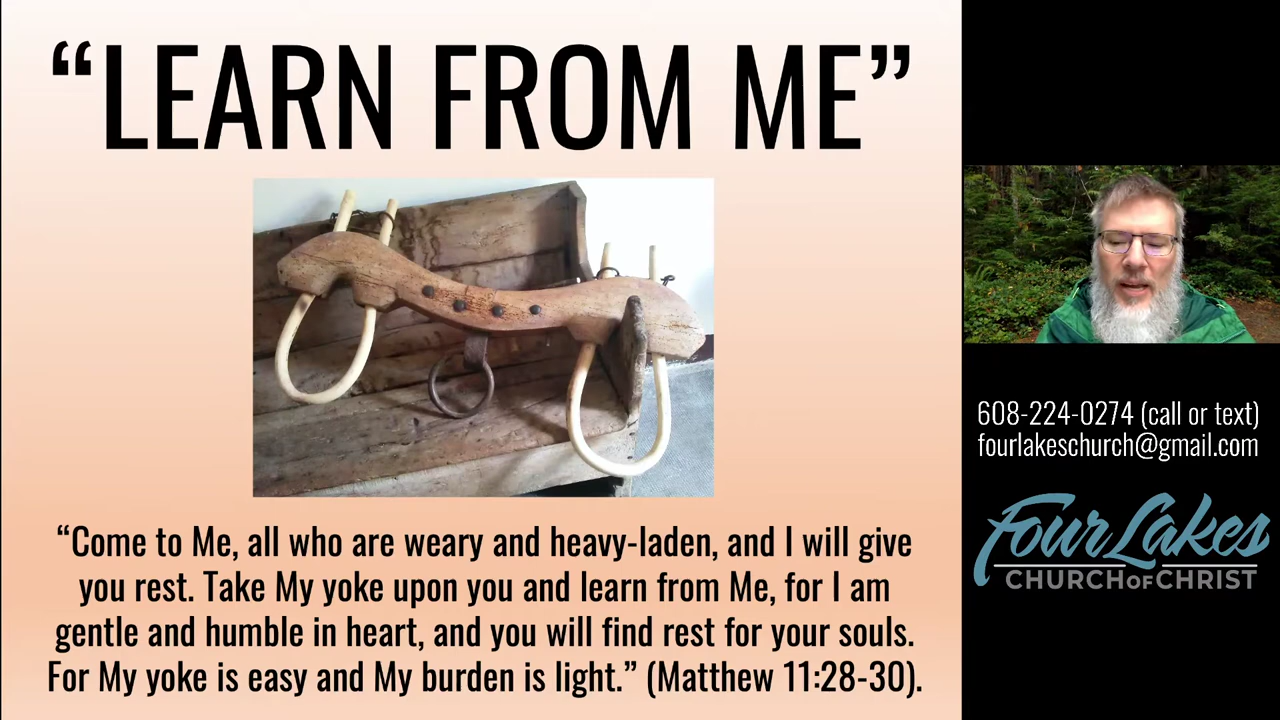 “LEARN FROM ME”
“Come to Me, all who are weary and heavy-laden, and I will give
you rest. Take My yoke upon you and learn from Me, for I am
gentle and humble in heart, and you will find rest for your souls.
For My yoke is easy and My burden is light.” (Matthew 11:28-30).
608-224-0274 (call or text)
fourlakeschurch@gmail.com
Four Lakes
CHURCH OF CHRIST